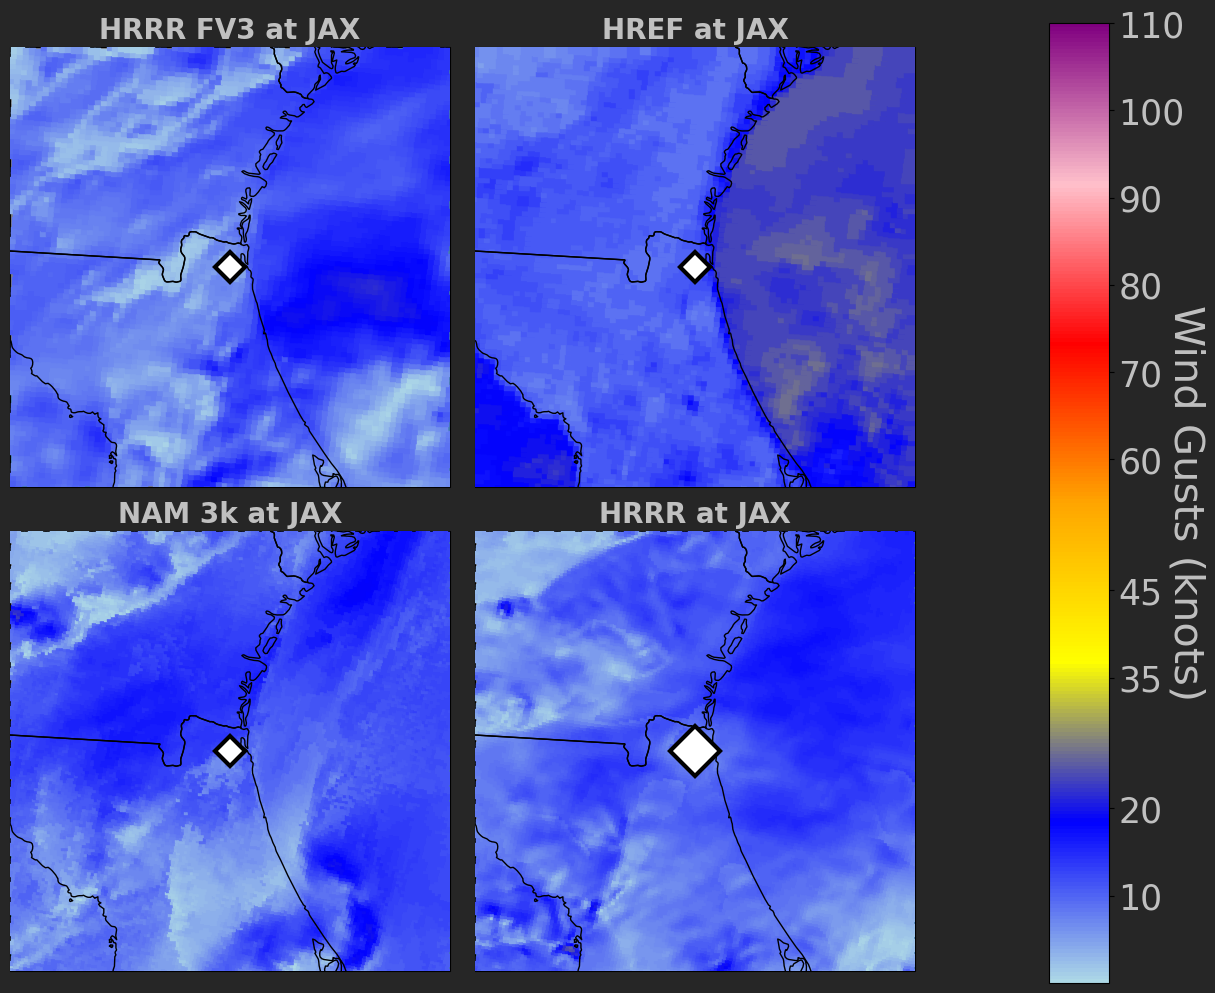 HRRR FV3 at JAX
HREF at JAX
NAM 3k at JAX
HRRR at JAX
110
100
90
80
70
60
45
35
20
10
Wind Gusts (knots)